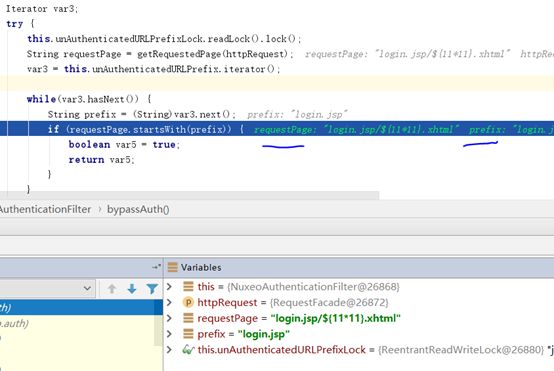 Iterator var3;
try {
this.unAuthenticatedURLPrefixLock.readLock().lock();
String requestPage = getRequestedPage(httpRequest); requestPage: "login.jsp/${11*11}.xhtml" httpReq
var3 = this.unAuthenticatedURLPrefix.iterator();
while(var3.hasNext()) {
String prefix = (String)var3.next(); prefix: "login.jsp"
if (requestPage.startsWith(prefix)) { requestPage: "login.jsp/${11*11}.xhtml" prefix: "login.j
boolean var5 = true;
return var5;
}
}
AuthenticationFilter › bypassAuth()
Variables
this = {NuxeoAuthenticationFilter@26868}
th)
httpRequest = {RequestFacade@26872}
.auth)
requestPage = "login.jsp/${11*11}.xhtml"
)
prefix = "login.jsp"
)
this.unAuthenticatedURLPrefixLock = {ReentrantReadWriteLock@26880} "j